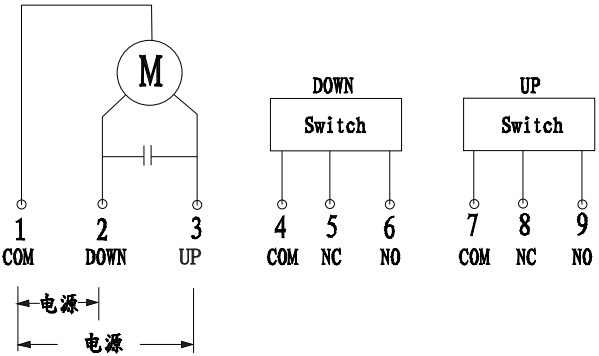 M
DOWN
UP
Switch
Switch
1 2 3 4 5 6 7 8 9
COM DOWN UP COM NC NO COM NC NO
电源
电源